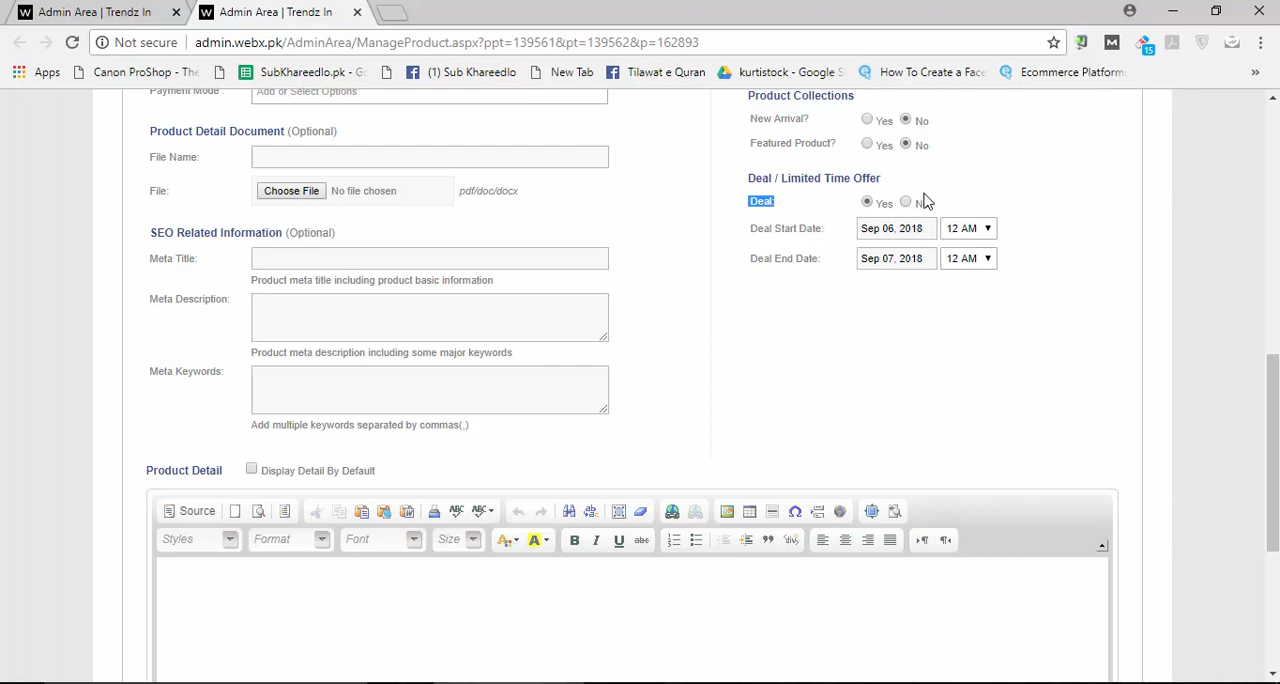 Admin Area | Trendz In
Admin Area | Trendz In
Not secure admin.webx.pk/AdminArea/ManageProduct.aspx?ppt=139561&pt=139562&p=162893
15
Apps Canon ProShop - The SubKhareedlo.pk - G (1) Sub Khareedlo New Tab Tilawat e Quran kurtistock - Google S How To Create a Face Ecommerce Platform
Payment Mode : Add or Select Options
Product Detail Document (Optional)
File Name:
File: Choose File No file chosen pdf/doc/docx
SEO Related Information (Optional)
Meta Title:
Product meta title including product basic information
Meta Description:
Product meta description including some major keywords
Meta Keywords:
Add multiple keywords separated by commas(,)
Product Collections
New Arrival? Yes No
Featured Product? Yes No
Deal / Limited Time Offer
Deal: Yes
Deal Start Date: Sep 06, 2018 12 AM
Deal End Date: Sep 07, 2018 12 AM
Product Detail Display Detail By Default
Source
Styles Format Font Size